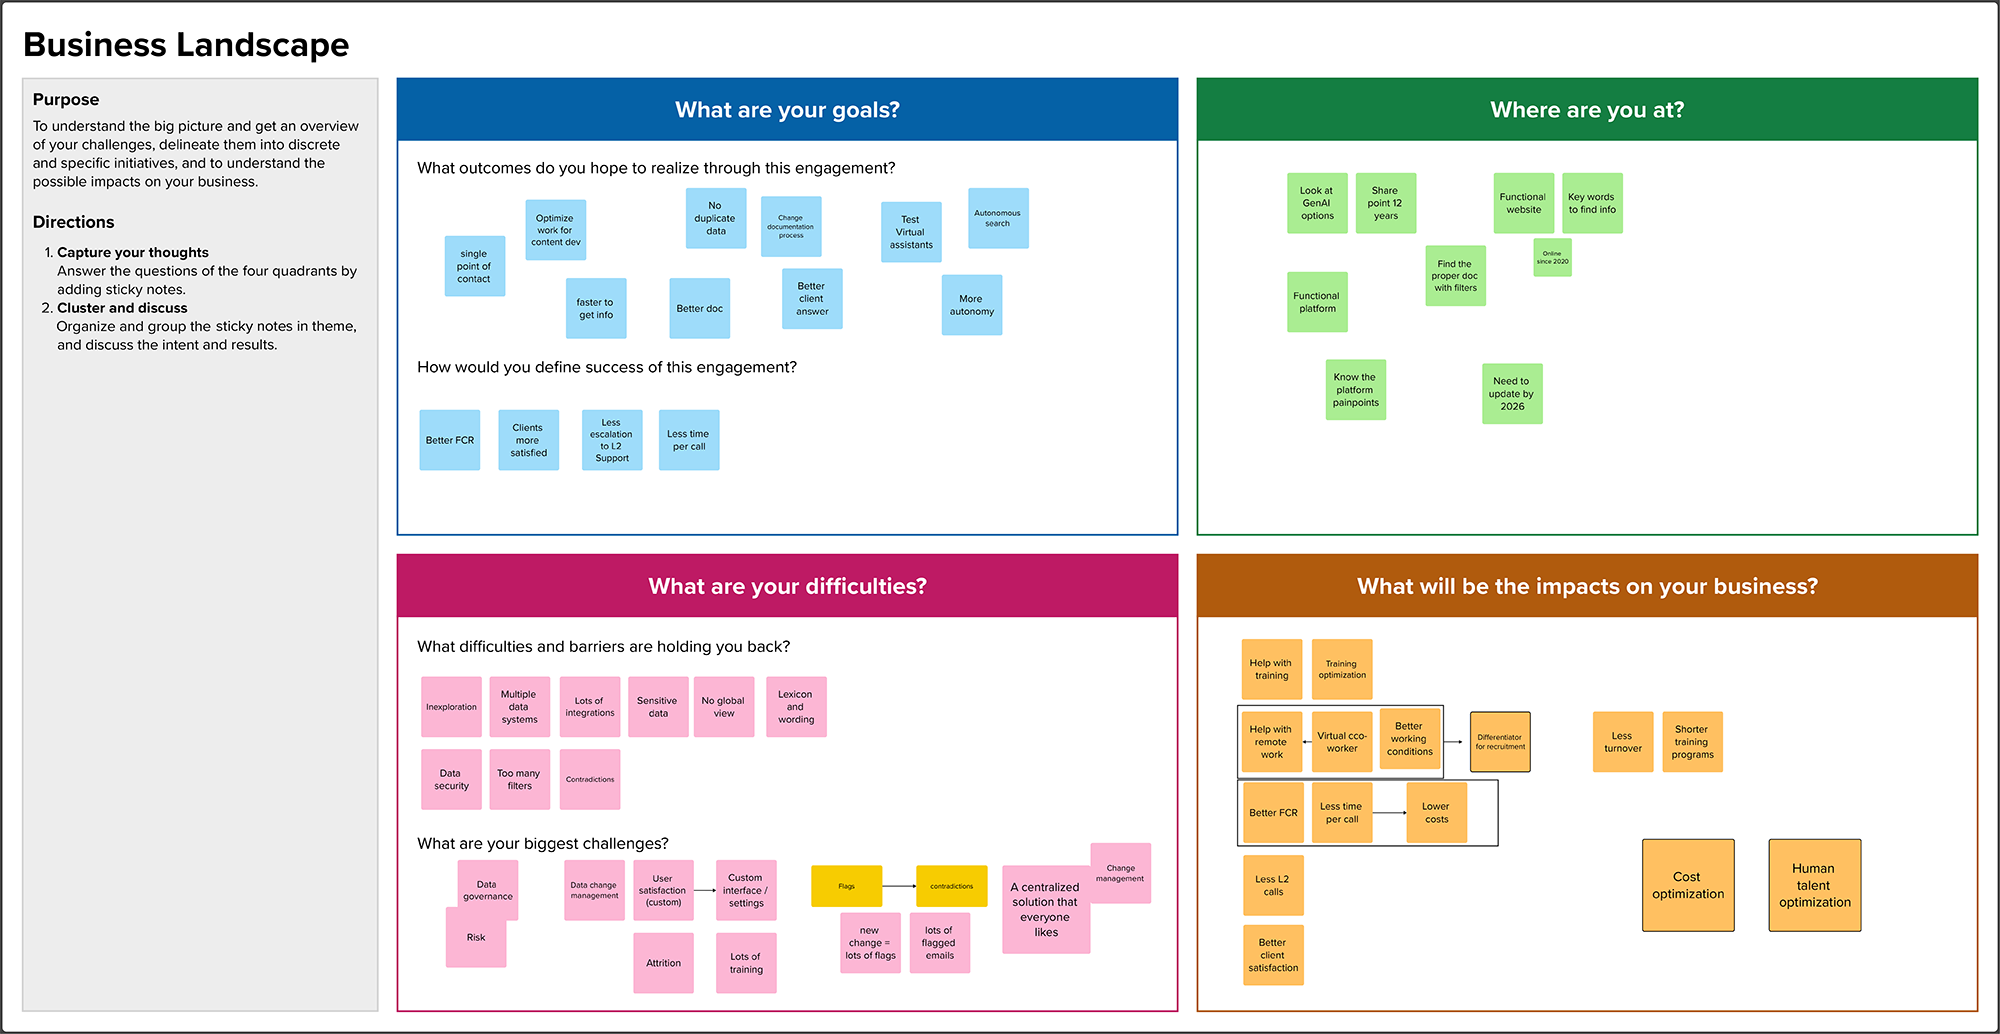 Business Landscape
Purpose
To understand the big picture and get an overview
of your challenges, delineate them into discrete
and specific initiatives, and to understand the
possible impacts on your business.
Directions
1. Capture your thoughts
Answer the questions of the four quadrants by
adding sticky notes.
2. Cluster and discuss
Organize and group the sticky notes in theme,
and discuss the intent and results.
What are your goals?
What outcomes do you hope to realize through this engagement?
single
point of
contact
Optimize
work for
content dev
faster to
get info
No
duplicate
data
Change
documentation
process
Better doc
Better
client
answer
Test
Virtual
assistants
Autonomous
search
More
autonomy
How would you define success of this engagement?
Better FCR
Clients
more
satisfied
Less
escalation
to L2
Support
Less time
per call
Where are you at?
Look at
GenAI
options
Share
point 12
years
Functional
website
Key words
to find info
Online
since 2020
Find the
proper doc
with filters
Functional
platform
Know the
platform
painpoints
Need to
update by
2026
What are your difficulties?
What difficulties and barriers are holding you back?
Inexploration
Multiple
data
systems
Lots of
integrations
Sensitive
data
No global
view
Lexicon
and
wording
Data
security
Too many
filters
Contradictions
What are your biggest challenges?
Data
governance
Risk
Data change
management
User
satisfaction
(custom)
Custom
interface /
settings
Attrition
Lots of
training
Flags
contradictions
new
change =
lots of flags
lots of
flagged
emails
A centralized
solution that
everyone
likes
Change
management
What will be the impacts on your business?
Help with
training
Training
optimization
Help with
remote
work
Virtual cco-
worker
Better
working
conditions
Differentiator
for recruitment
Less
turnover
Shorter
training
programs
Better FCR
Less time
per call
Lower
costs
Less L2
calls
Better
client
satisfaction
Cost
optimization
Human
talent
optimization